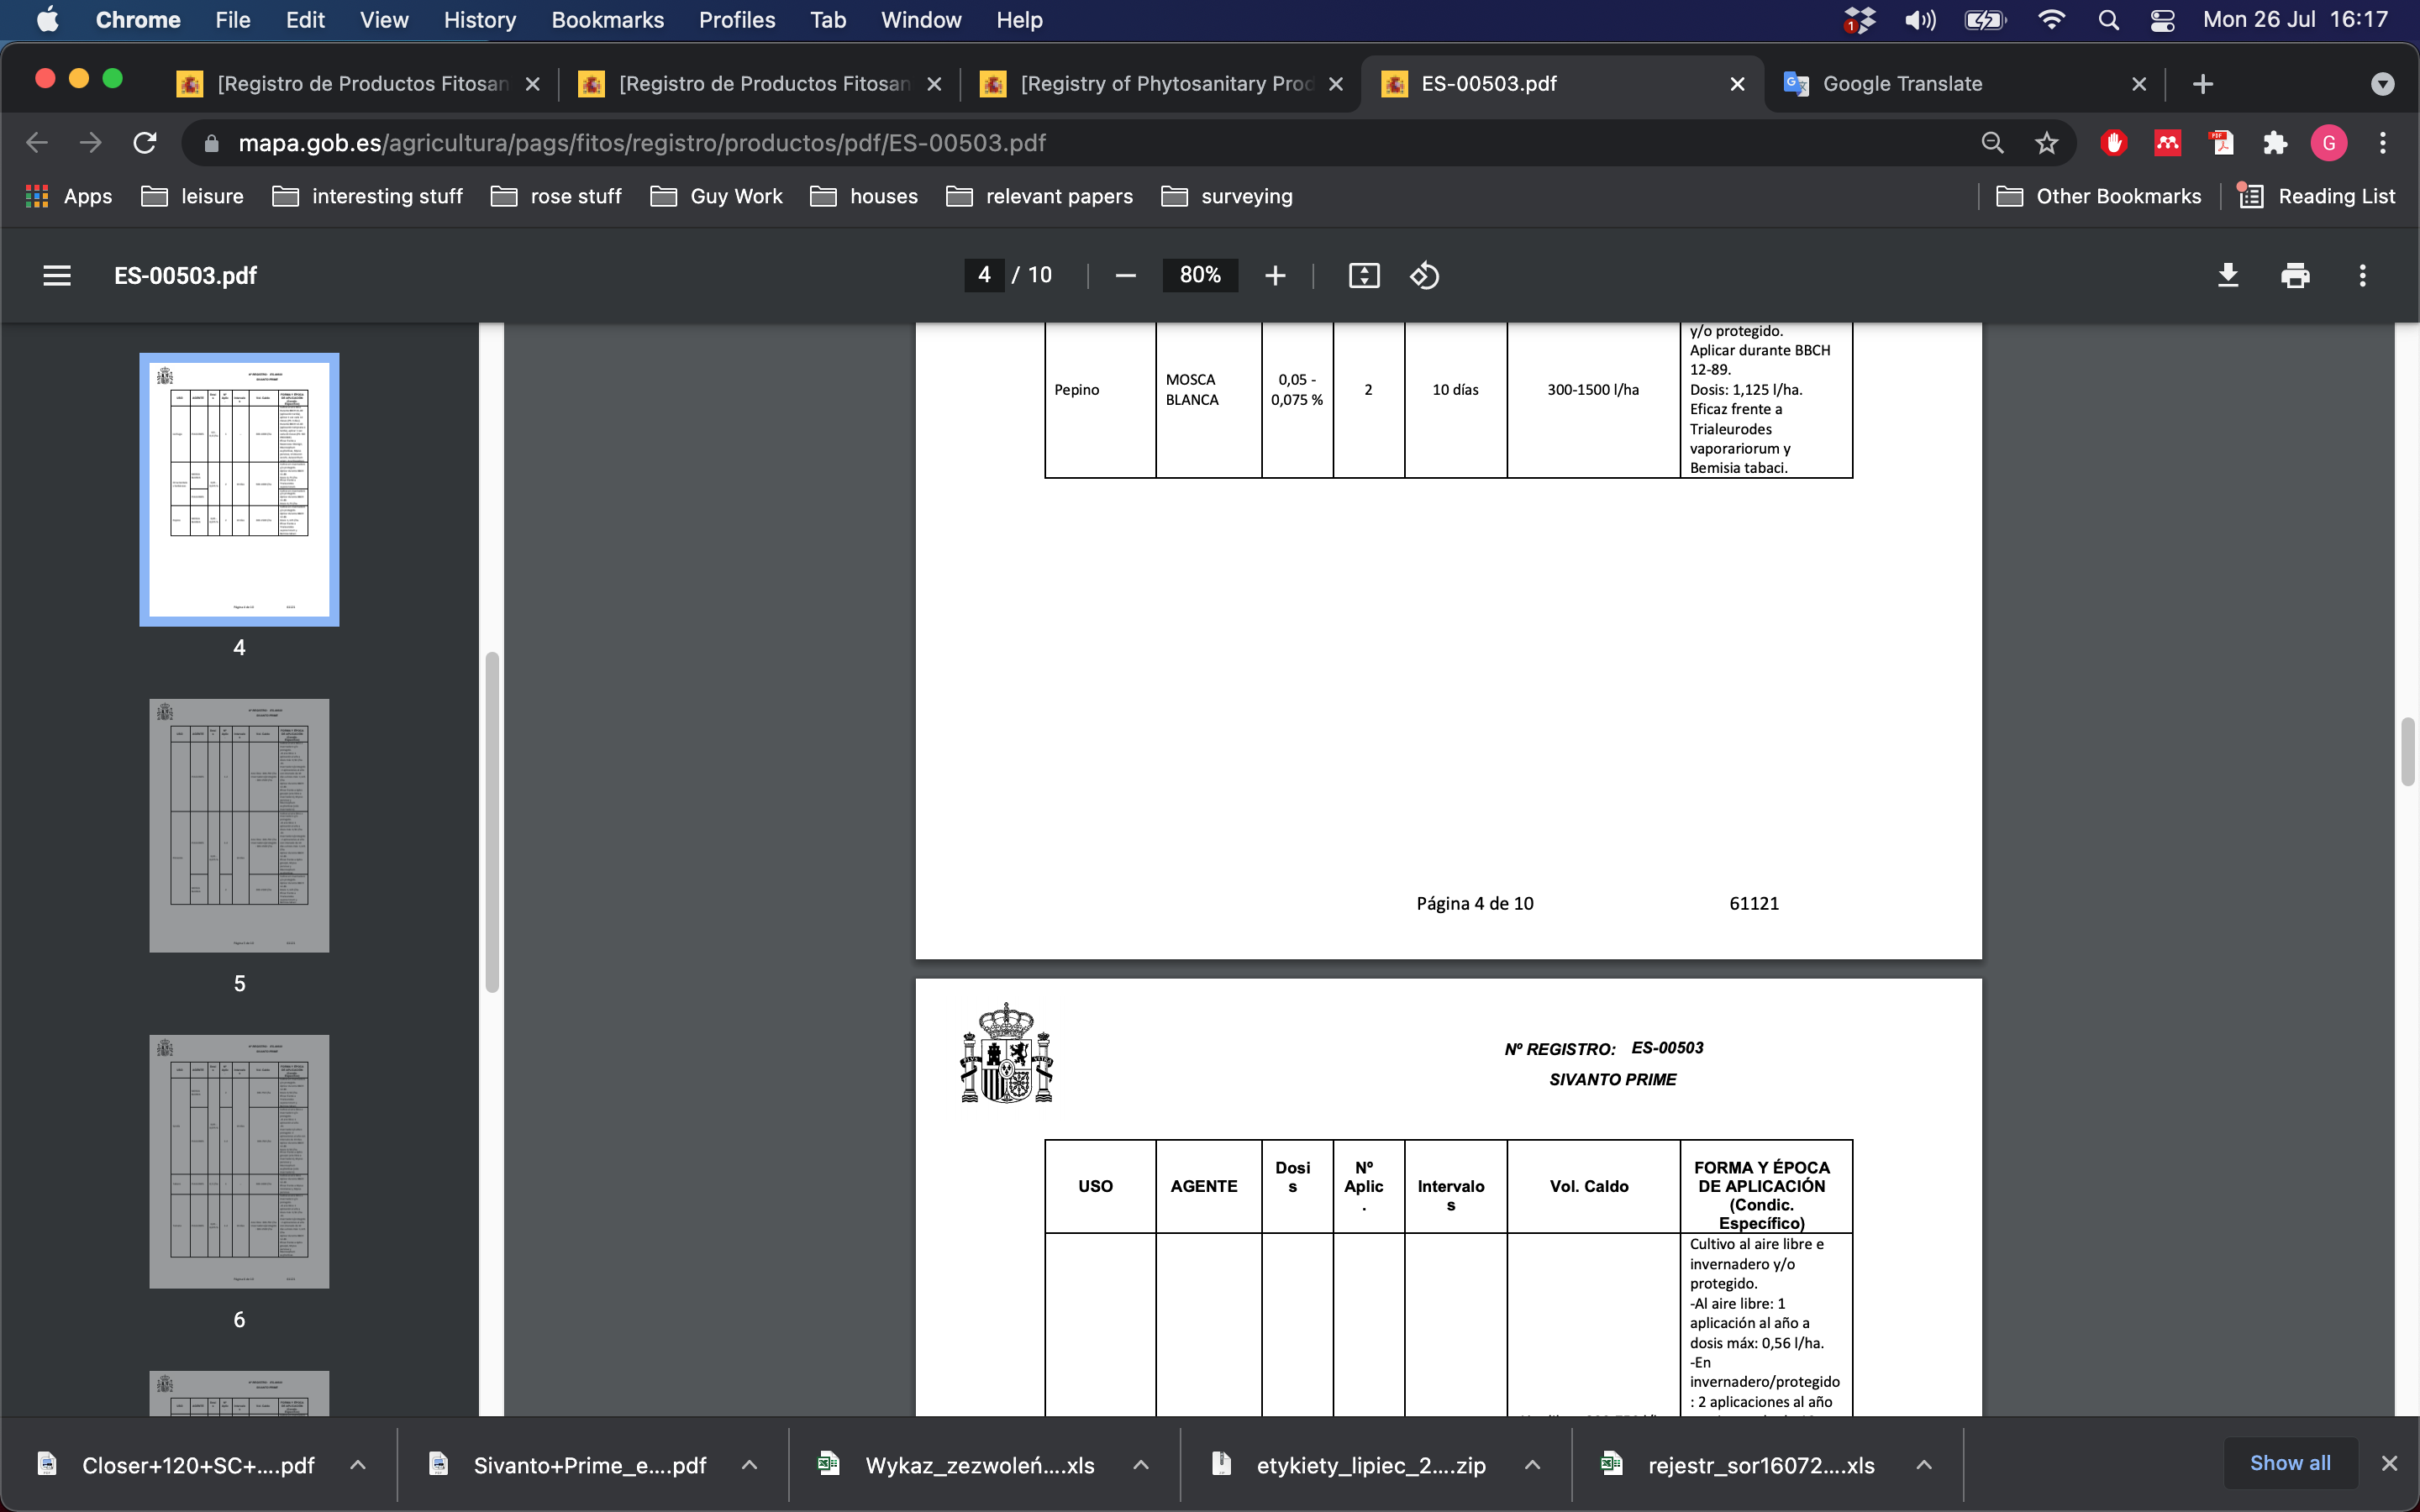 Chrome File Edit View History Bookmarks Profiles Tab Window Help 1 Mon 26 Jul 16:17
[Registro de Productos Fitosan [Registro de Productos Fitosan [Registry of Phytosanitary Prod ES-00503.pdf Google Translate
mapa.gob.es/agricultura/pags/fitos/registro/productos/pdf/ES-00503.pdf G
Apps leisure interesting stuff rose stuff Guy Work houses relevant papers surveying Other Bookmarks Reading List
ES-00503.pdf 4 / 10 80%
4
5
6
y/o protegido.
Aplicar durante BBCH
12-89.
Dosis: 1,125 l/ha.
Eficaz frente a
Trialeurodes
vaporariorum y
Bemisia tabaci.
Pepino
MOSCA
BLANCA
0,05 -
0,075 %
2
10 días
300-1500 l/ha
Página 4 de 10 61121
Nº REGISTRO: ES-00503
SIVANTO PRIME
USO
AGENTE
Dosi
s
Nº
Aplic
.
Intervalo
s
Vol. Caldo
FORMA Y ÉPOCA
DE APLICACIÓN
(Condic.
Específico)
Cultivo al aire libre e
invernadero y/o
protegido.
-Al aire libre: 1
aplicación al año a
dosis máx: 0,56 l/ha.
-En
invernadero/protegido
: 2 aplicaciones al año
Closer+120+SC+....pdf Sivanto+Prime_e....pdf Wykaz_zezwoleń....xls etykiety_lipiec_2....zip rejestr_sor16072....xls Show all